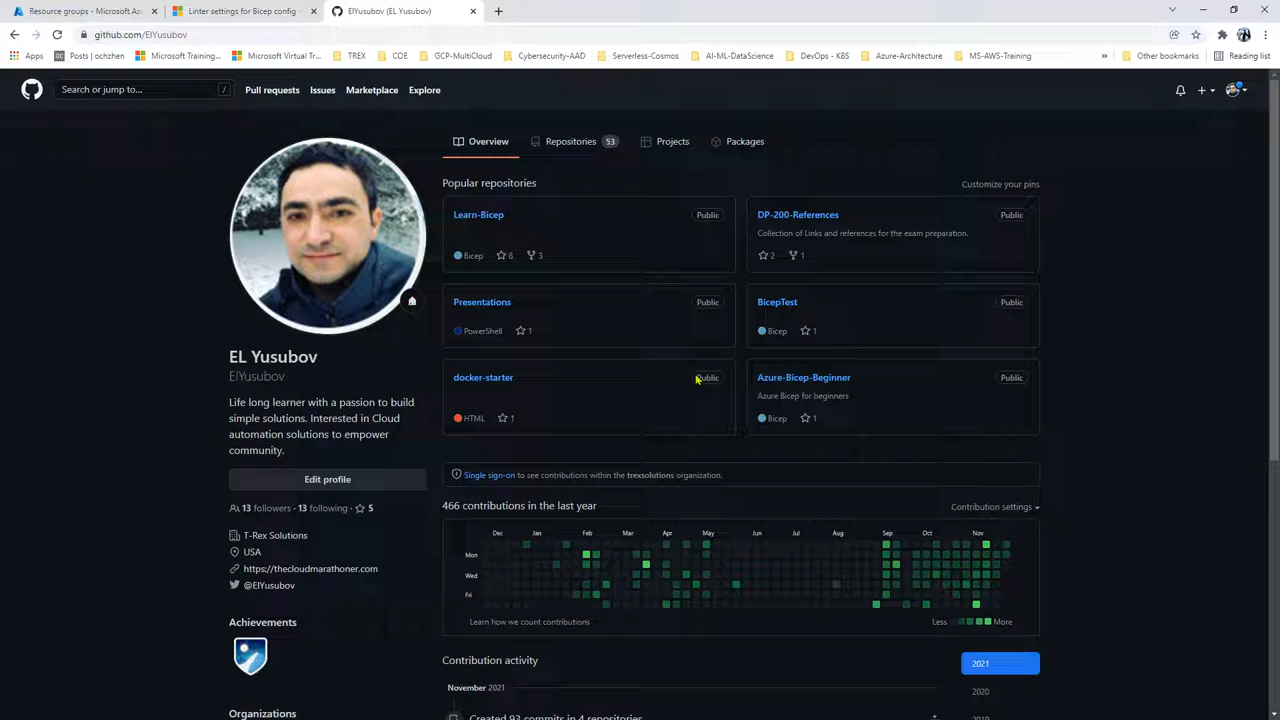 Resource groups - Microsoft Az
Linter settings for Bicep config
ElYusubov (EL Yusubov)
github.com/ElYusubov
Apps
Posts | ochzhen
Microsoft Training...
Microsoft Virtual Tr...
TREX
COE
GCP-MultiCloud
Cybersecurity-AAD
Serverless-Cosmos
AI-ML-DataScience
DevOps - K8S
Azure-Architecture
MS-AWS-Training
»
Other bookmarks
Reading list
Search or jump to...
/
Pull requests
Issues
Marketplace
Explore
Overview
Repositories 53
Projects
Packages
Popular repositories
Customize your pins
Learn-Bicep
Public
Bicep 8 3
DP-200-References
Public
Collection of Links and references for the exam preparation.
2 1
Presentations
Public
PowerShell 1
BicepTest
Public
Bicep 1
docker-starter
Public
HTML 1
Azure-Bicep-Beginner
Public
Azure Bicep for beginners
Bicep 1
EL Yusubov
ElYusubov
Life long learner with a passion to build
simple solutions. Interested in Cloud
automation solutions to empower
community.
Edit profile
13 followers · 13 following · 5
T-Rex Solutions
USA
https://thecloudmarathoner.com
@ElYusubov
Achievements
Organizations
Single sign-on to see contributions within the trexsolutions organization.
466 contributions in the last year
Contribution settings
Dec Jan Feb Mar Apr May Jun Jul Aug Sep Oct Nov
Mon
Wed
Fri
Learn how we count contributions
Less More
Contribution activity
2021
November 2021
2020
Created 93 commits in 4 repositories
2019